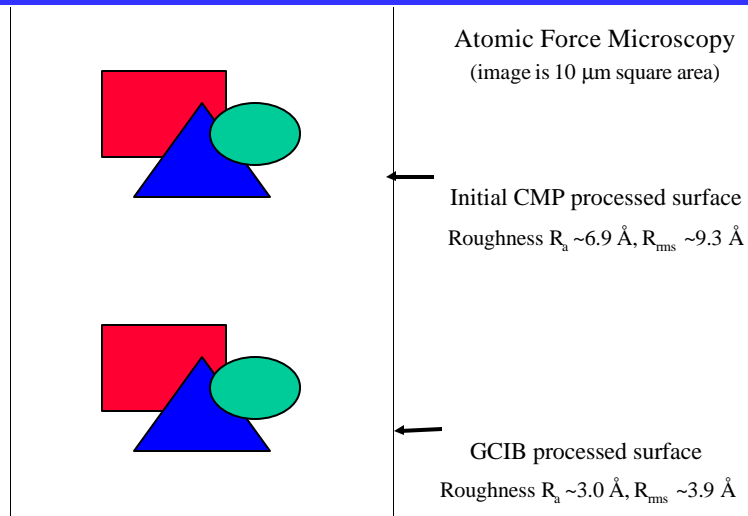 Atomic Force Microscopy
(image is 10 μm square area)
Initial CMP processed surface
Roughness Ra ~6.9 Å, Rrms ~9.3 Å
GCIB processed surface
Roughness Ra ~3.0 Å, Rrms ~3.9 Å